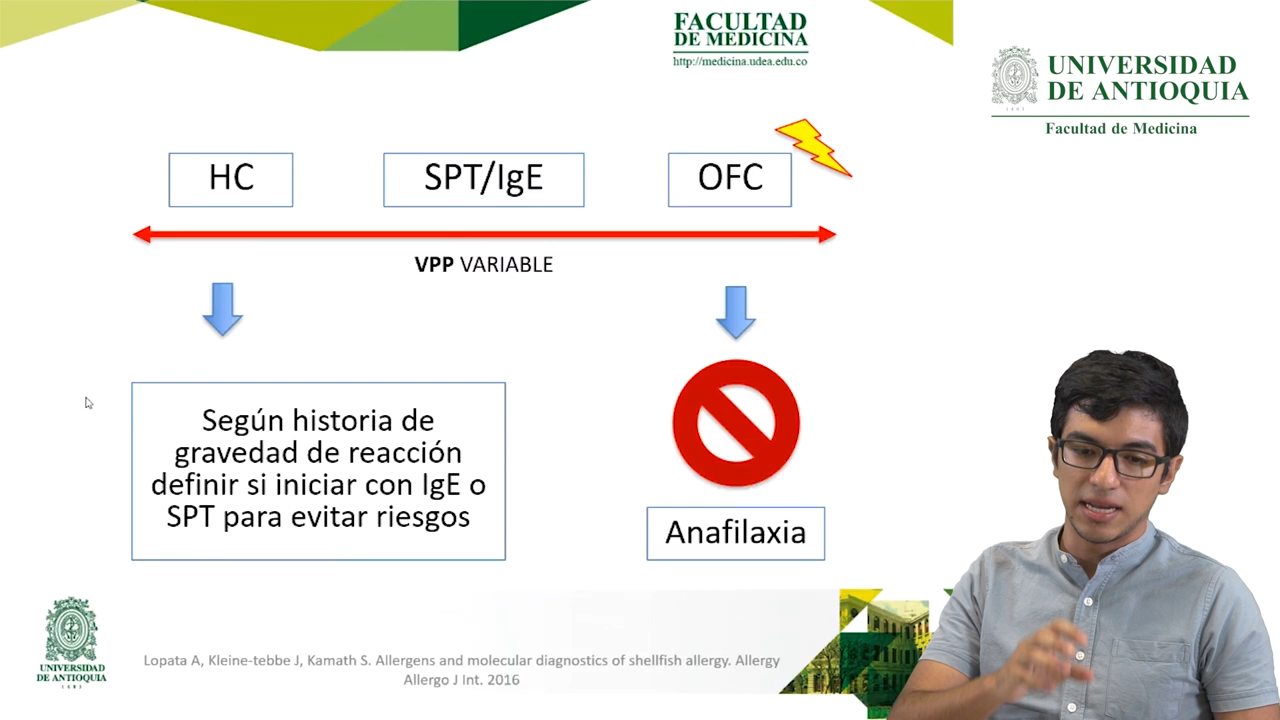 FACULTAD
DE MEDICINA
http://medicina.udea.edu.co
UNIVERSIDAD
DE ANTIOQUIA
1803
Facultad de Medicina
HC
SPT/IgE
OFC
VPP VARIABLE
Según historia de
gravedad de reacción
definir si iniciar con IgE o
SPT para evitar riesgos
Anafilaxia
UNIVERSIDAD
DE ANTIOQUIA
1803
Lopata A, Kleine-tebbe J, Kamath S. Allergens and molecular diagnostics of shellfish allergy. Allergy
Allergo J Int. 2016